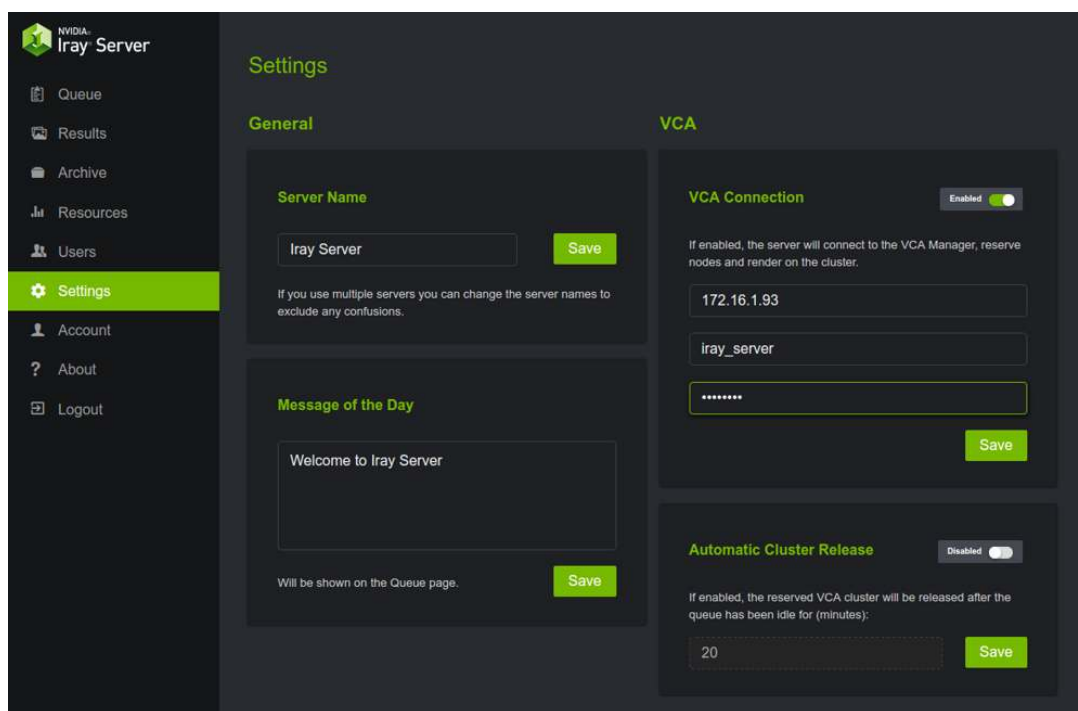 NVIDIA.
Iray Server
Queue
Results
Archive
Resources
Users
Settings
Account
About
Logout
Settings
General
Server Name
Iray Server
Save
If you use multiple servers you can change the server names to
exclude any confusions.
Message of the Day
Welcome to Iray Server
Will be shown on the Queue page.
Save
VCA
VCA Connection
Enabled
If enabled, the server will connect to the VCA Manager, reserve
nodes and render on the cluster.
172.16.1.93
iray_server
••••••••
Save
Automatic Cluster Release
Disabled
If enabled, the reserved VCA cluster will be released after the
queue has been idle for (minutes):
20
Save